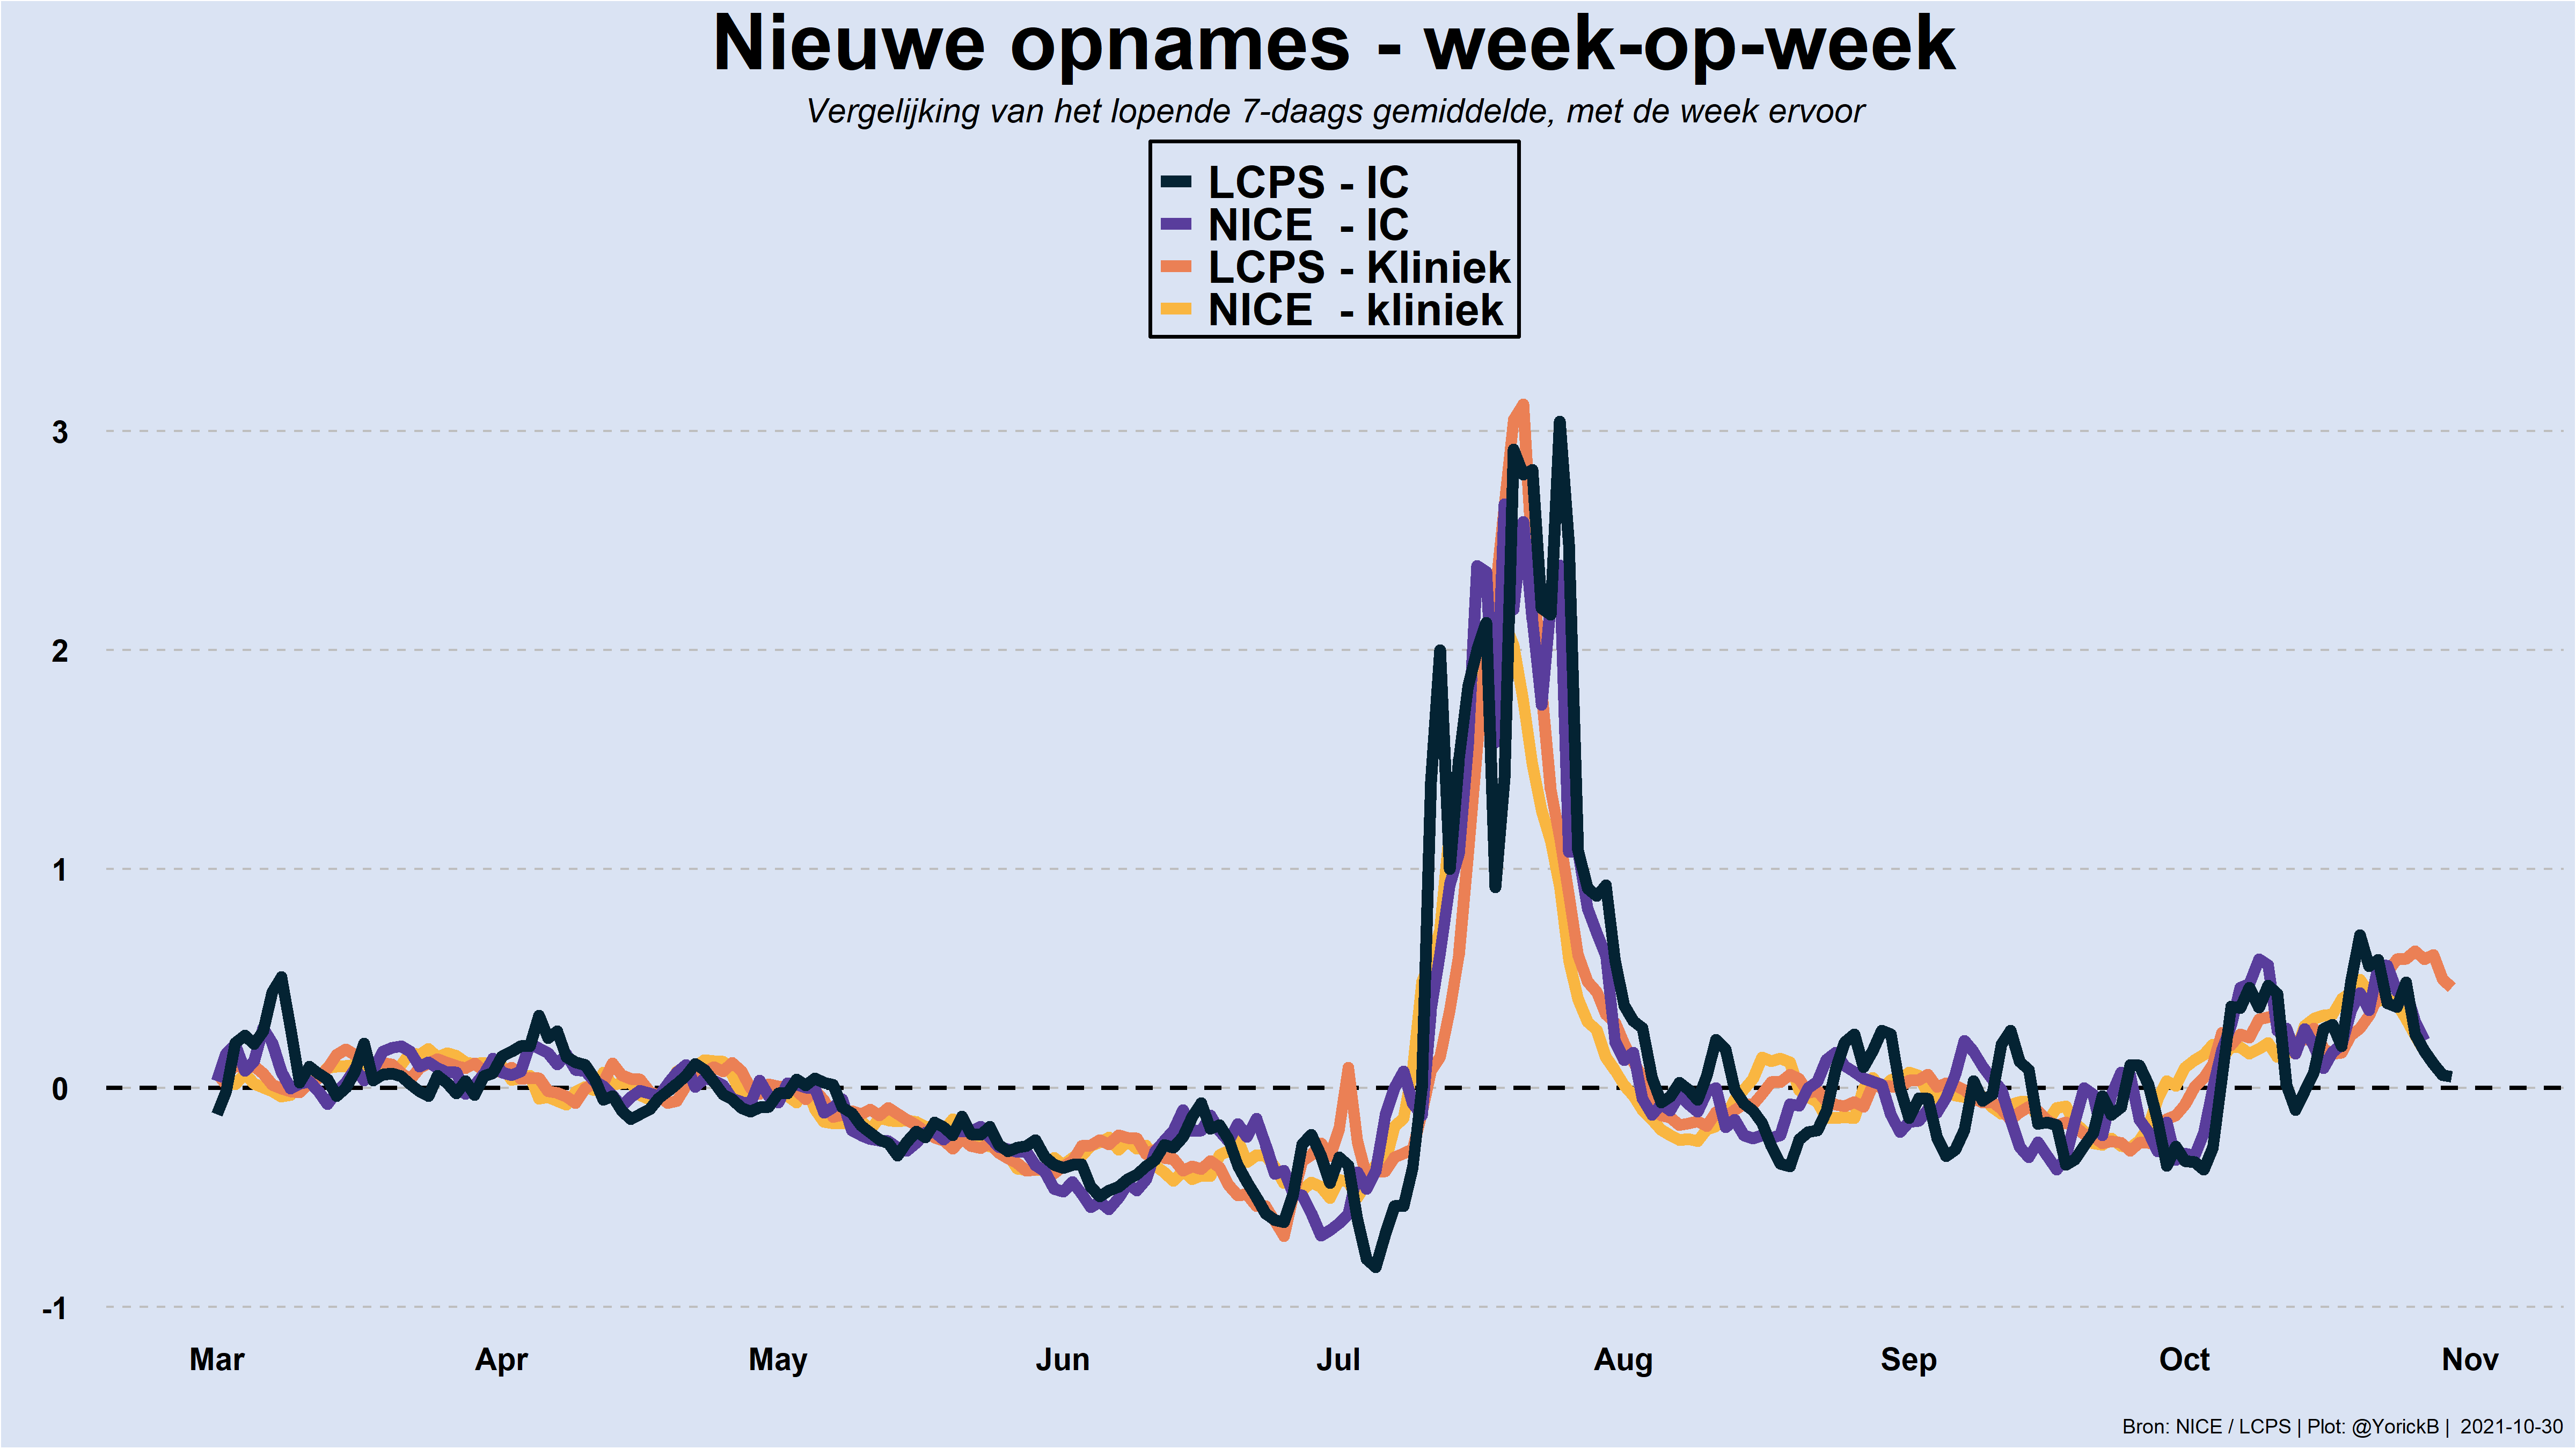 Nieuwe opnames - week-op-week
Vergelijking van het lopende 7-daags gemiddelde, met de week ervoor
LCPS - IC
NICE - IC
LCPS - Kliniek
NICE - kliniek
3
2
1
0
-1
Mar Apr May Jun Jul Aug Sep Oct Nov
Bron: NICE / LCPS | Plot: @YorickB | 2021-10-30